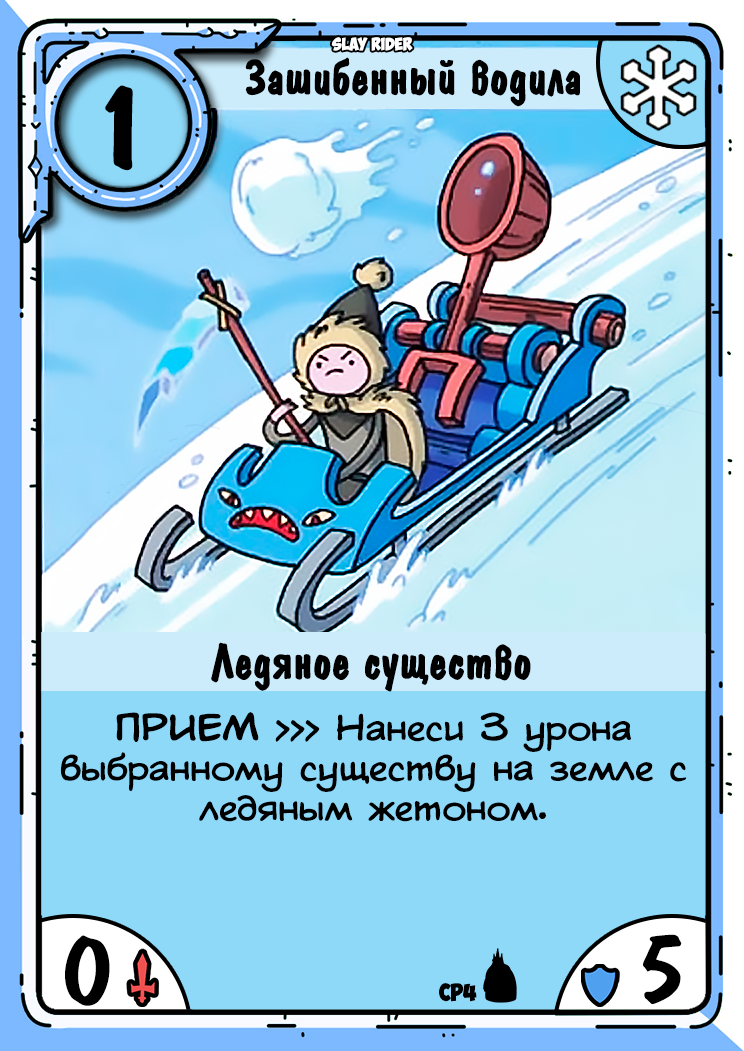 SLAY RIDER
1
Зашибенный водила
Ледяное существо
ПРИЕМ >>> Нанеси 3 урона
выбранному существу на земле с
ледяным жетоном.
0
CP4
5